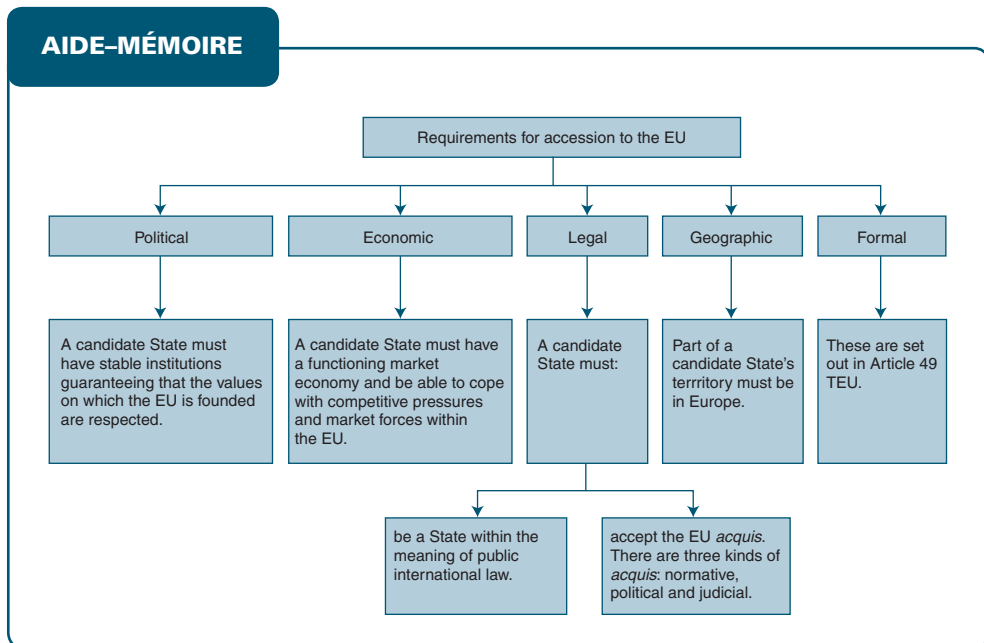 AIDE–MÉMOIRE
Requirements for accession to the EU
Political
Economic
Legal
Geographic
Formal
A candidate State must
have stable institutions
guaranteeing that the values
on which the EU is founded
are respected.
A candidate State must have
a functioning market
economy and be able to cope
with competitive pressures
and market forces within
the EU.
A candidate
State must:
Part of a
candidate State’s
terrritory must be
in Europe.
These are set
out in Article 49
TEU.
be a State within the
meaning of public
international law.
accept the EU acquis.
There are three kinds of
acquis: normative,
political and judicial.